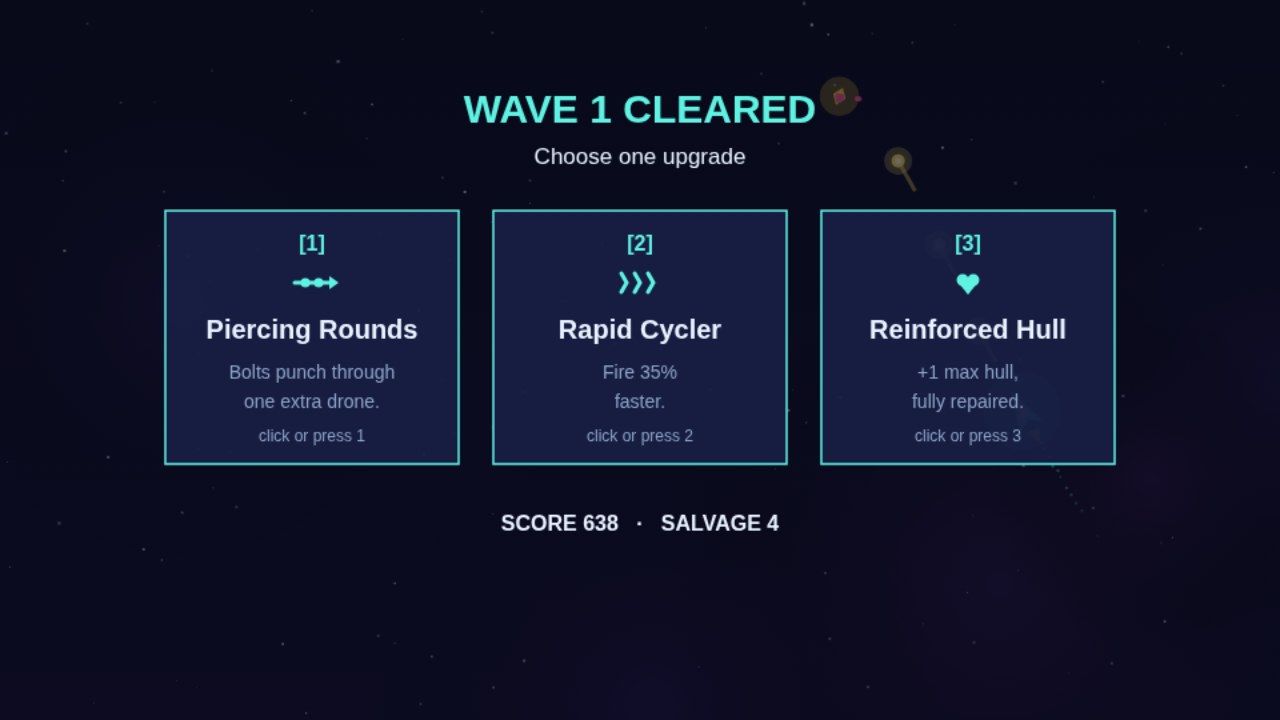 WAVE 1 CLEARED
Choose one upgrade
[1]
Piercing Rounds
Bolts punch through
one extra drone.
click or press 1
[2]
Rapid Cycler
Fire 35%
faster.
click or press 2
[3]
Reinforced Hull
+1 max hull,
fully repaired.
click or press 3
SCORE 638 · SALVAGE 4